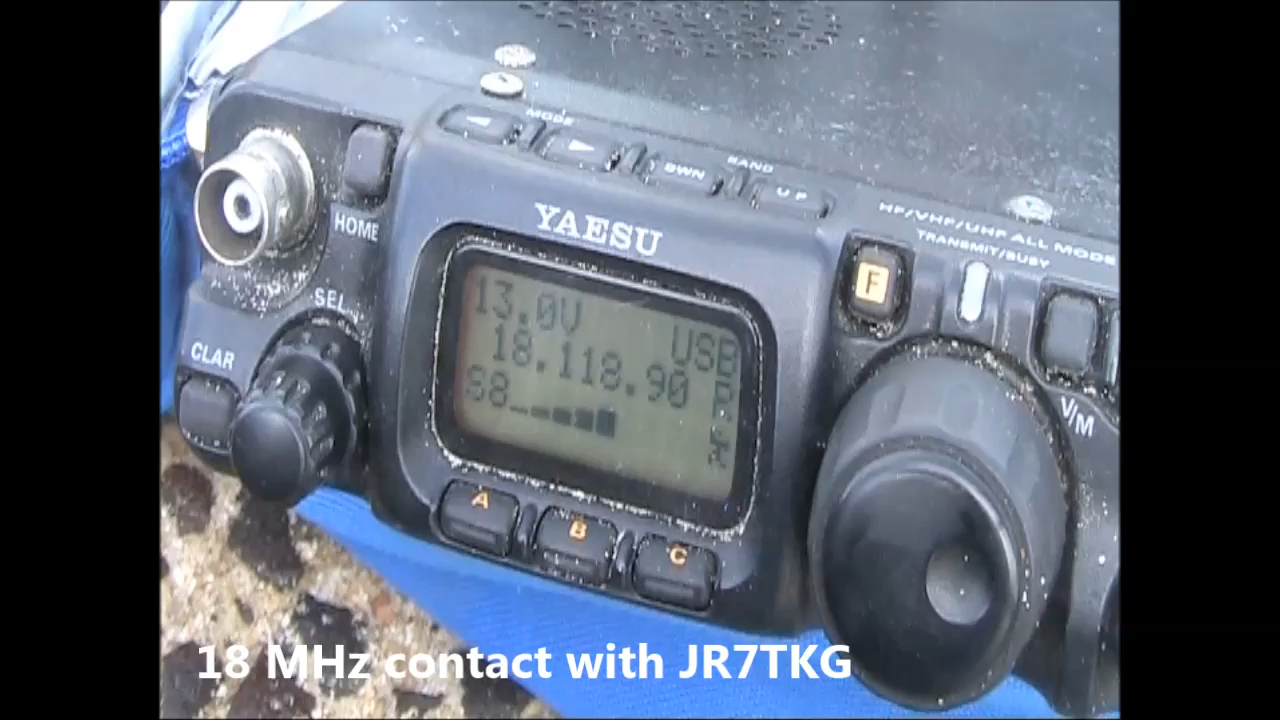 MODE
BAND
DWN
UP
HF/VHF/UHF ALL MODE
TRANSMIT/BUSY
HOME
YAESU
F
SEL
13.0V
USB
18.118.90
CLAR
S8
V/M
A
B
C
18 MHz contact with JR7TKG